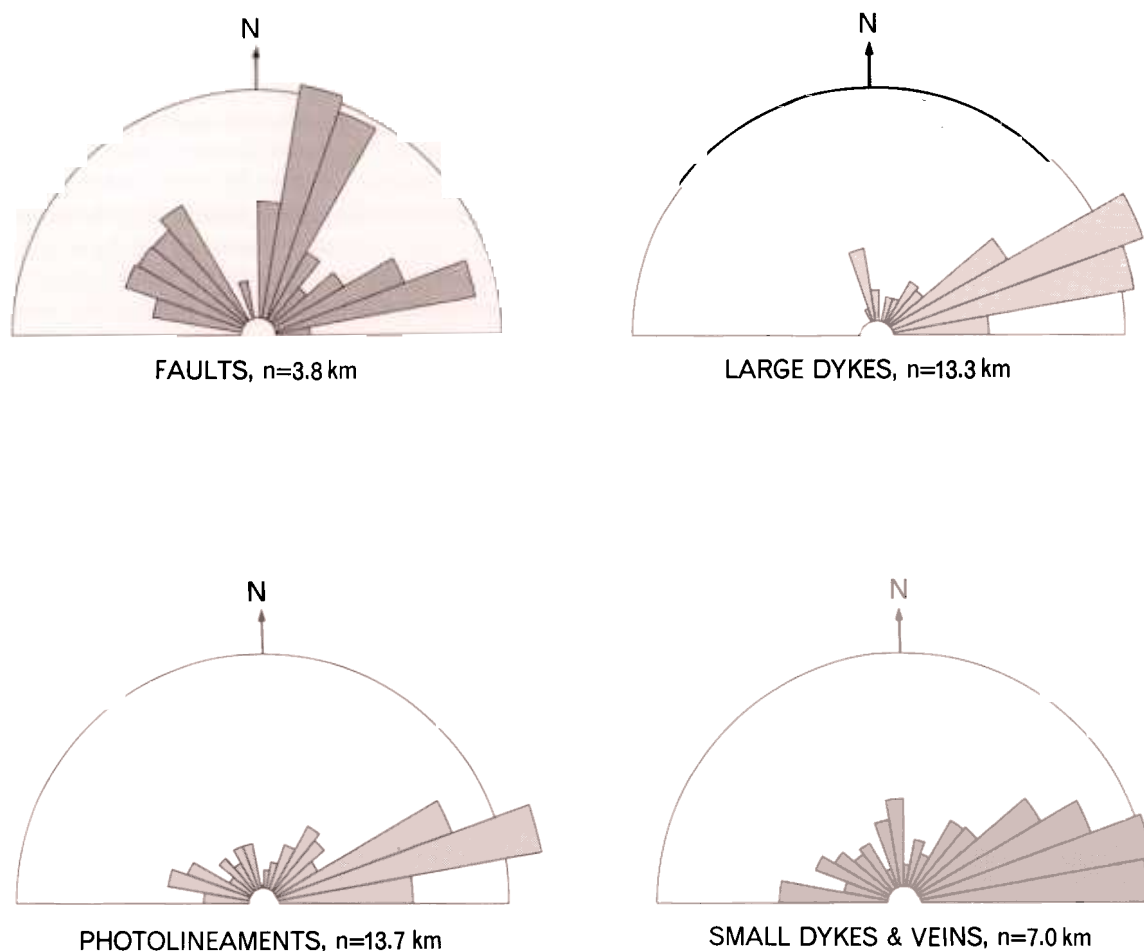 N
FAULTS, n=3.8 km
N
LARGE DYKES, n=13.3 km
N
PHOTOLINEAMENTS, n=13.7 km
N
SMALL DYKES & VEINS, n=7.0 km